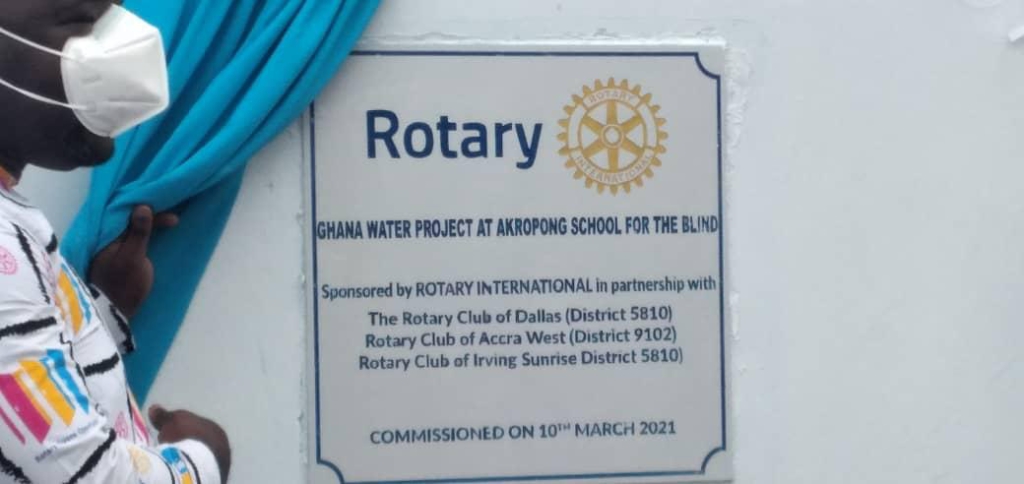 Rotary
ROTARY
INTERNATIONAL
GHANA WATER PROJECT AT AKROPONG SCHOOL FOR THE BLIND
Sponsored by ROTARY INTERNATIONAL in partnership with
The Rotary Club of Dallas (District 5810)
Rotary Club of Accra West (District 9102)
Rotary Club of Irving Sunrise District 5810)
COMMISSIONED ON 10TH MARCH 2021